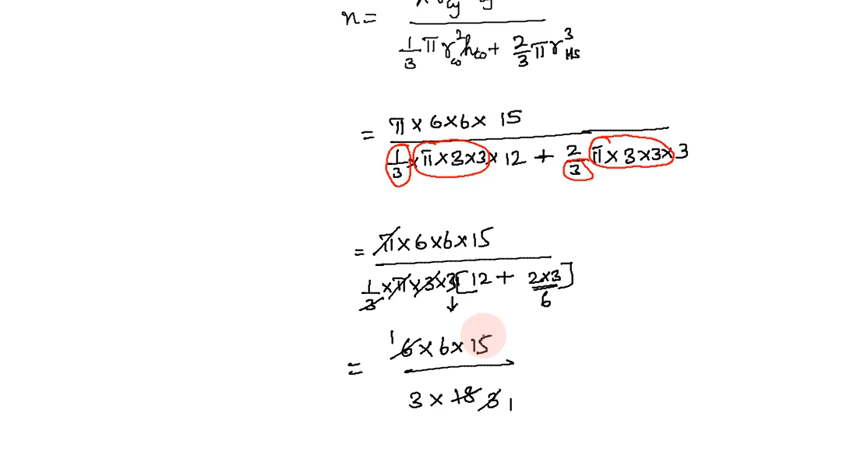 n =
1/3 π r²co hco + 2/3 π r³HS
= π × 6 × 6 × 15
1/3 × π × 3 × 3 × 12 + 2/3 π × 3 × 3 × 3
= π × 6 × 6 × 15
1/3 × π × 3 × 3 [12 + 2×3]
↓ 6
1
= 6 × 6 × 15
3 × 18 3 1